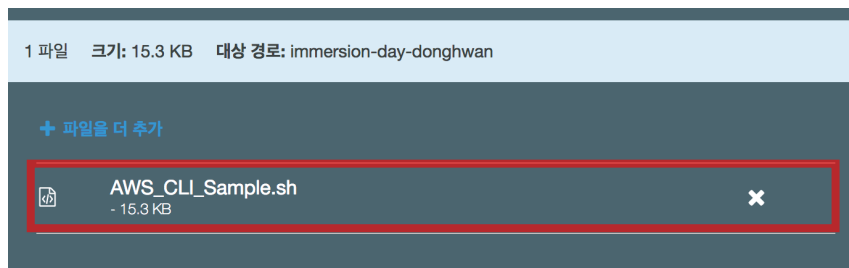 1 파일 크기: 15.3 KB 대상 경로: immersion-day-donghwan
파일을 더 추가
AWS_CLI_Sample.sh
- 15.3 KB